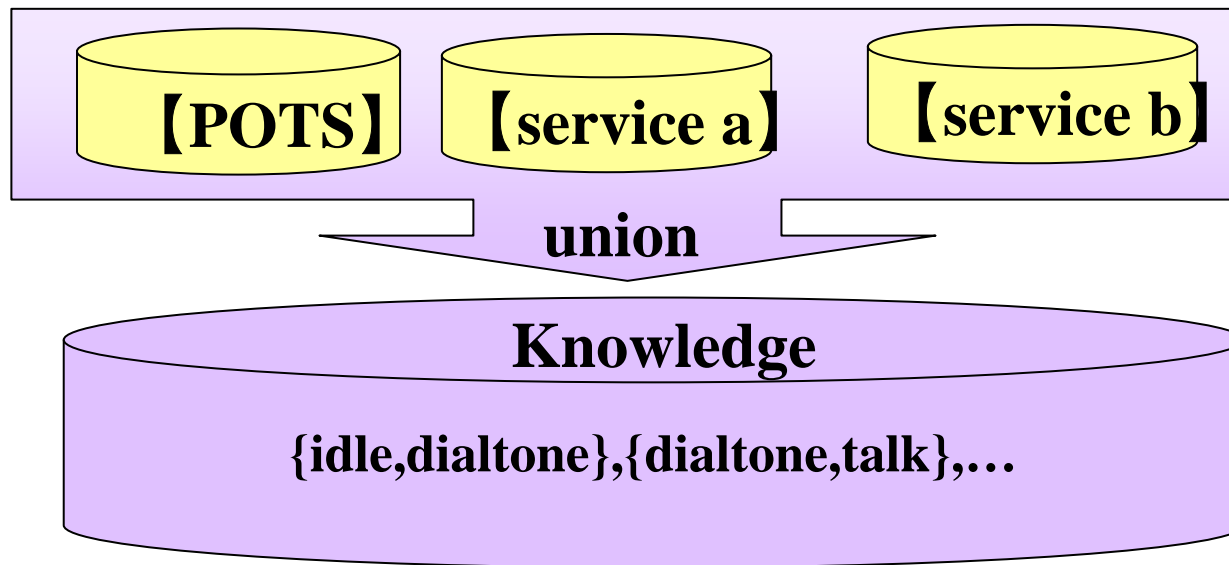 【POTS】 【service a】 【service b】
union
Knowledge
{idle,dialtone},{dialtone,talk},…